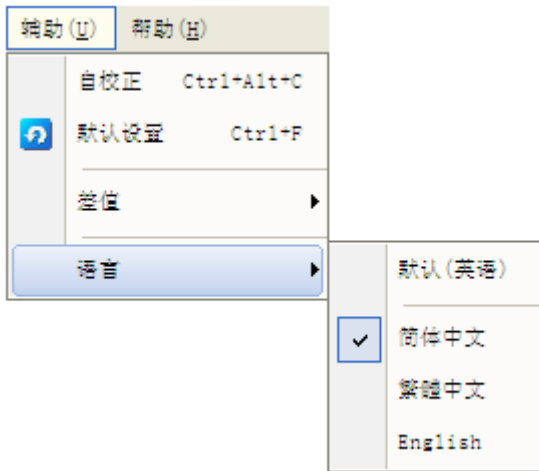 辅助(U) 帮助(H)
自校正 Ctrl+Alt+C
默认设置 Ctrl+F
差值
语言
默认(英语)
简体中文
繁體中文
English